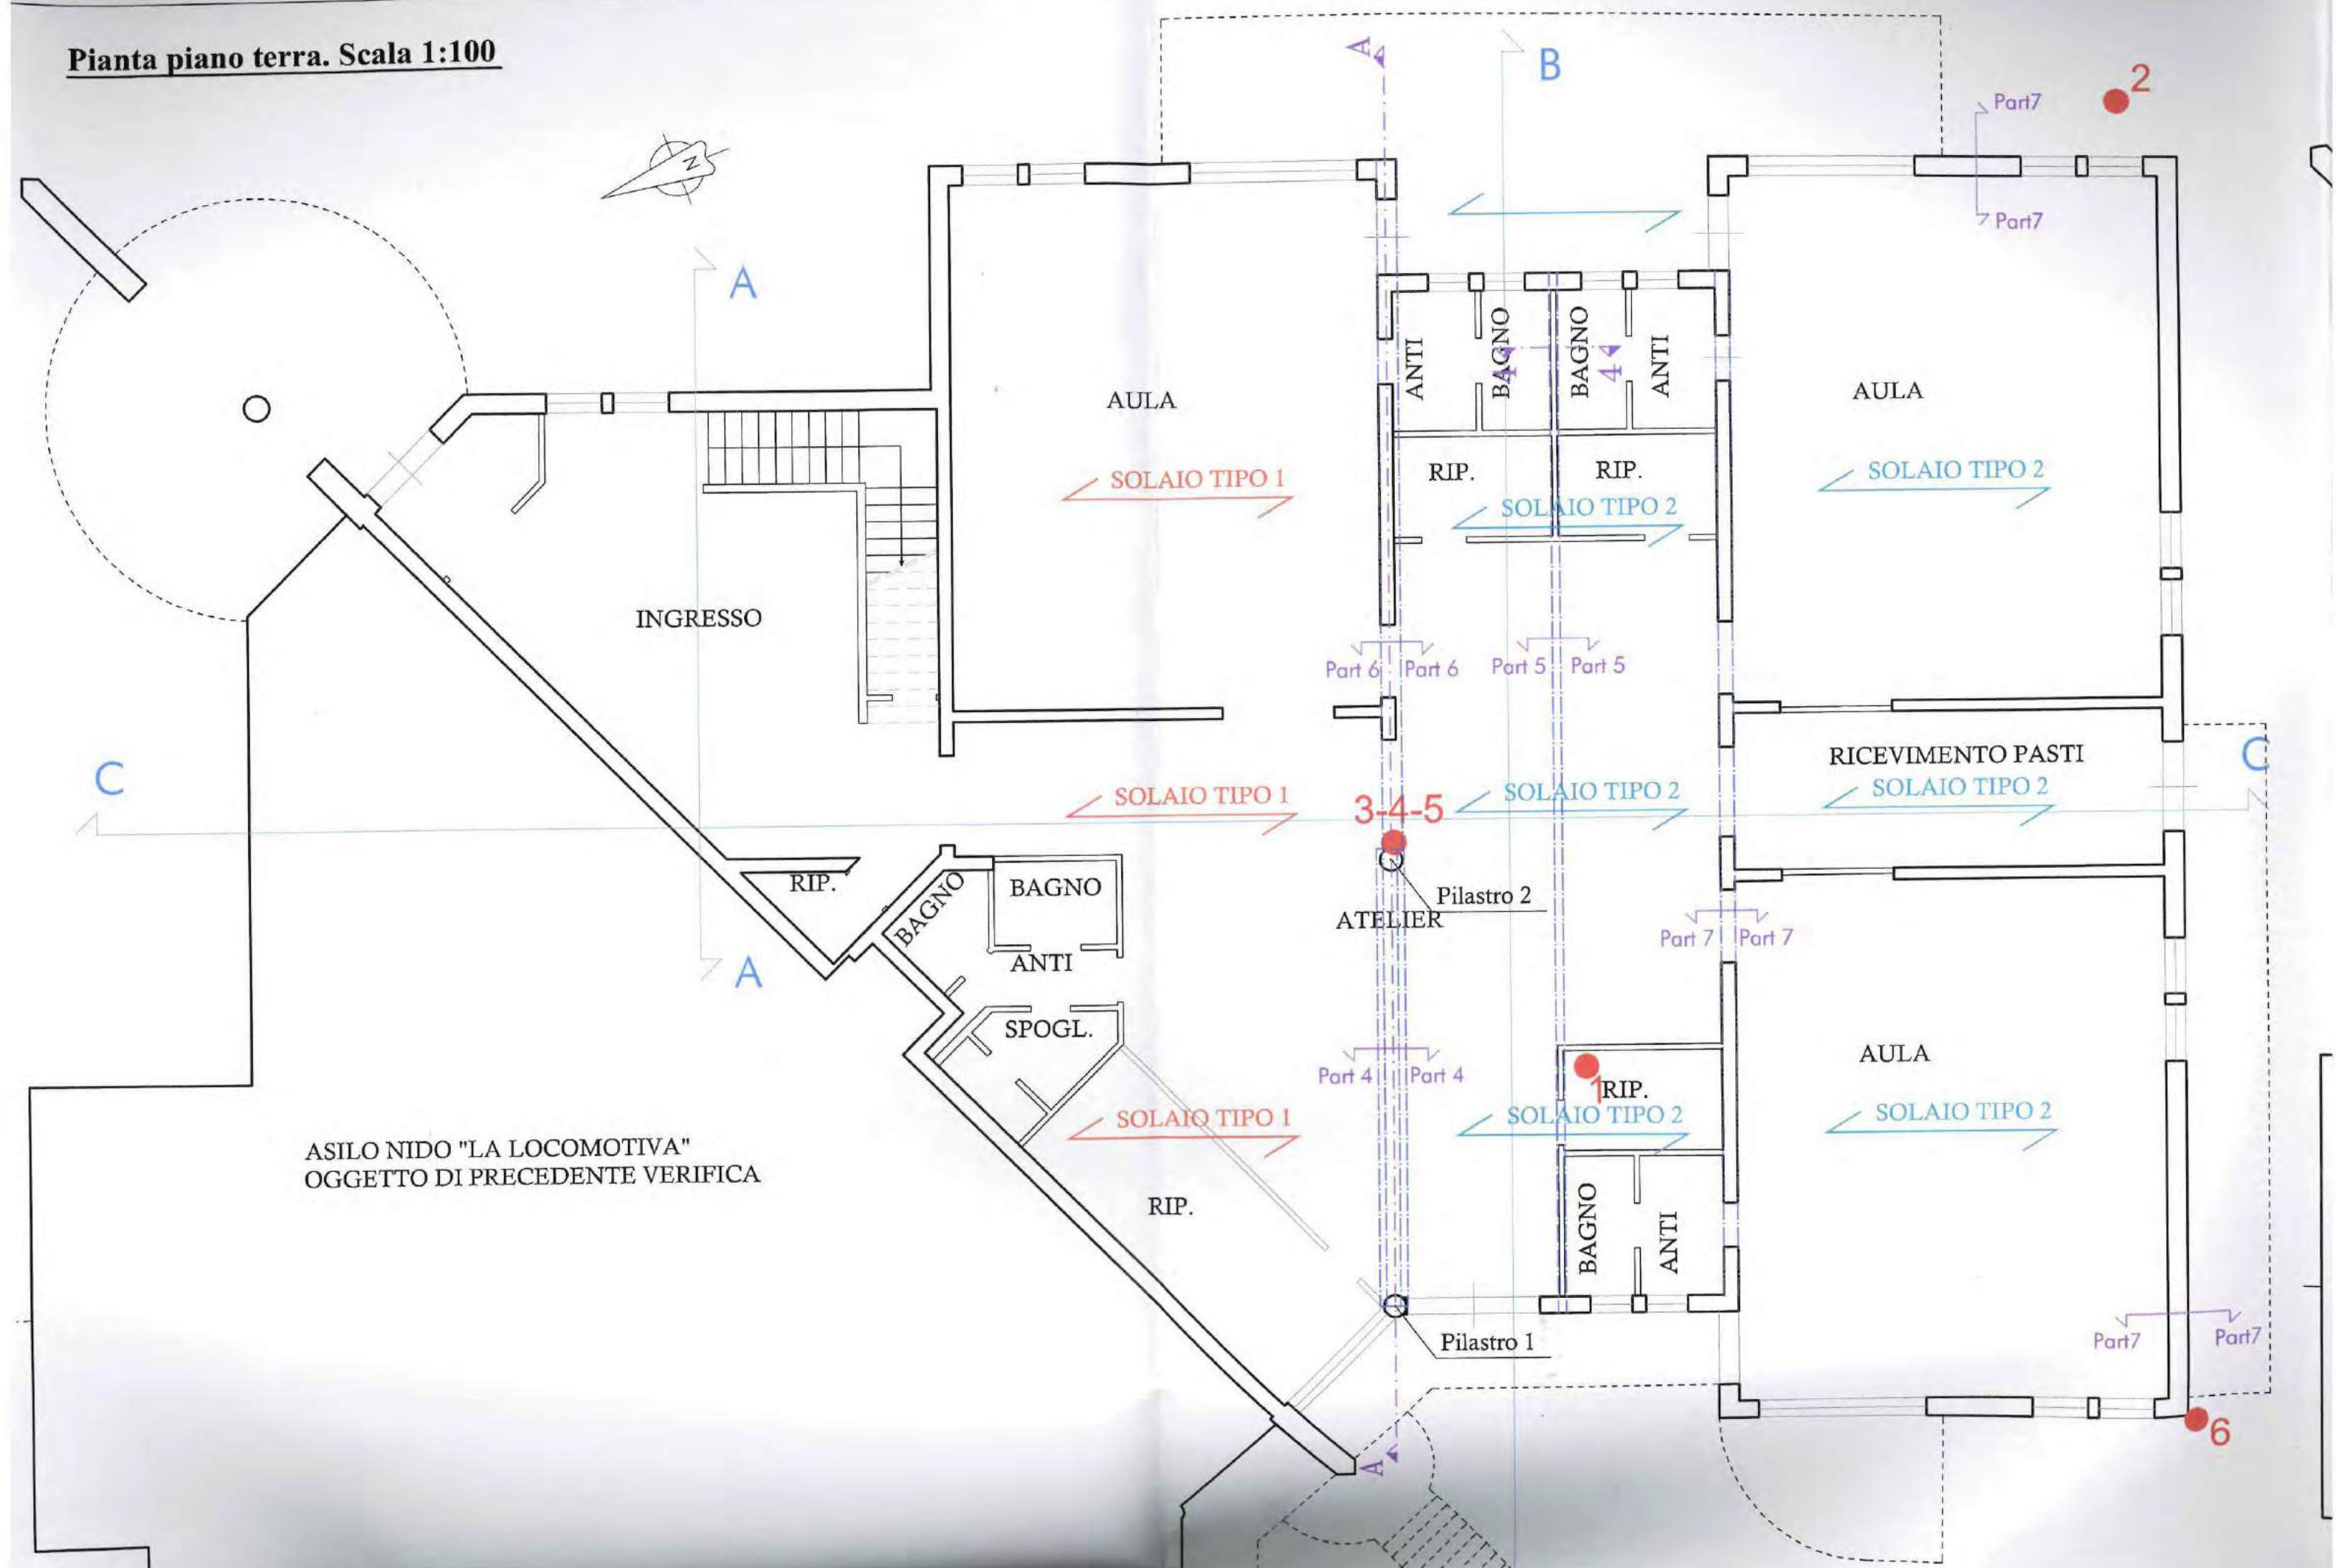 Pianta piano terra. Scala 1:100
A
B
2
Part7
Part7
N
A
ANTI
BAGNO
BAGNO
ANTI
4
4
AULA
AULA
SOLAIO TIPO 1
RIP.
RIP.
SOLAIO TIPO 2
SOLAIO TIPO 2
INGRESSO
Part 6
Part 6
Part 5
Part 5
C
RICEVIMENTO PASTI
C
SOLAIO TIPO 1
3-4-5
SOLAIO TIPO 2
SOLAIO TIPO 2
RIP.
BAGNO
BAGNO
Pilastro 2
ATELIER
Part 7
Part 7
A
ANTI
SPOGL.
Part 4
Part 4
1
RIP.
AULA
SOLAIO TIPO 1
SOLAIO TIPO 2
SOLAIO TIPO 2
ASILO NIDO "LA LOCOMOTIVA"
OGGETTO DI PRECEDENTE VERIFICA
RIP.
BAGNO
ANTI
Pilastro 1
Part7
Part7
A
6